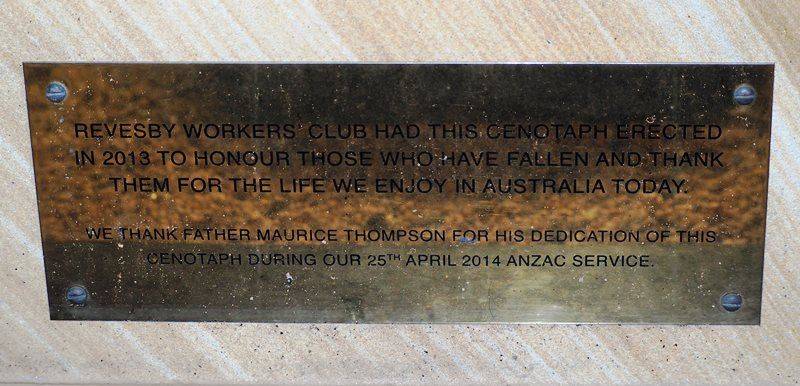 REVESBY WORKERS' CLUB HAD THIS CENOTAPH ERECTED
IN 2013 TO HONOUR THOSE WHO HAVE FALLEN AND THANK
THEM FOR THE LIFE WE ENJOY IN AUSTRALIA TODAY.
WE THANK FATHER MAURICE THOMPSON FOR HIS DEDICATION OF THIS
CENOTAPH DURING OUR 25TH APRIL 2014 ANZAC SERVICE.